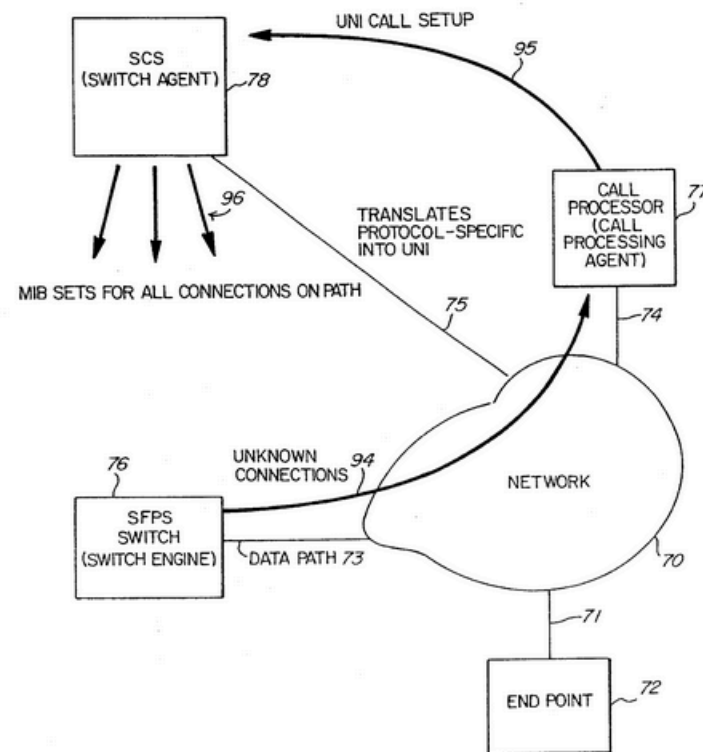 UNI CALL SETUP
95
SCS
(SWITCH AGENT)
78
96
MIB SETS FOR ALL CONNECTIONS ON PATH
TRANSLATES
PROTOCOL-SPECIFIC
INTO UNI
CALL
PROCESSOR
(CALL
PROCESSING
AGENT)
77
75
74
76
UNKNOWN
CONNECTIONS
94
SFPS
SWITCH
(SWITCH ENGINE)
DATA PATH 73
NETWORK
70
71
END POINT
72